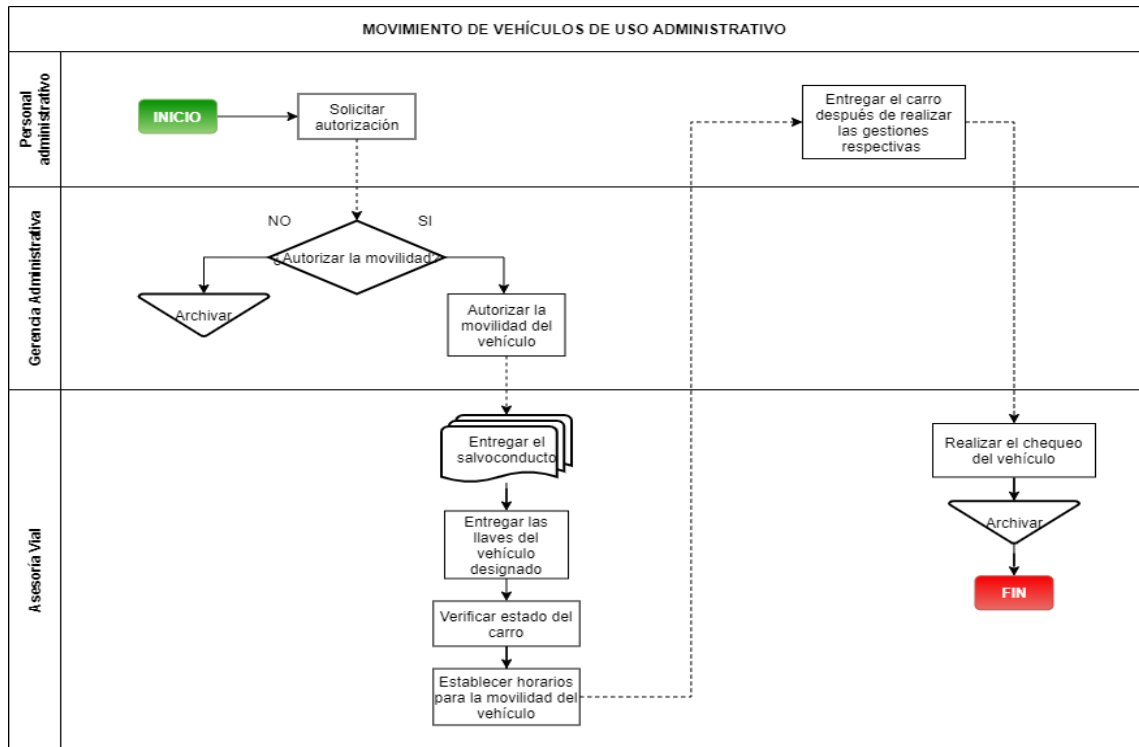 MOVIMIENTO DE VEHÍCULOS DE USO ADMINISTRATIVO
Personal
administrativo
INICIO
Solicitar
autorización
Entregar el carro
después de realizar
las gestiones
respectivas
Gerencia Administrativa
NO
SI
¿Autorizar la movilidad?
Archivar
Autorizar la
movilidad del
vehículo
Asesoría Vial
Entregar el
salvoconducto
Entregar las
llaves del
vehículo
designado
Verificar estado del
carro
Establecer horarios
para la movilidad del
vehículo
Realizar el chequeo
del vehículo
Archivar
FIN